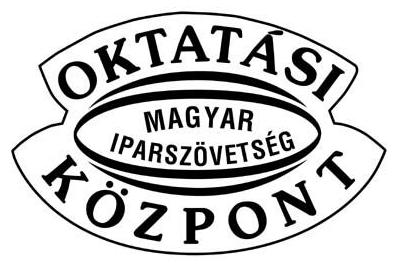 OKTATÁSI
MAGYAR
IPARSZÖVETSÉG
KÖZPONT